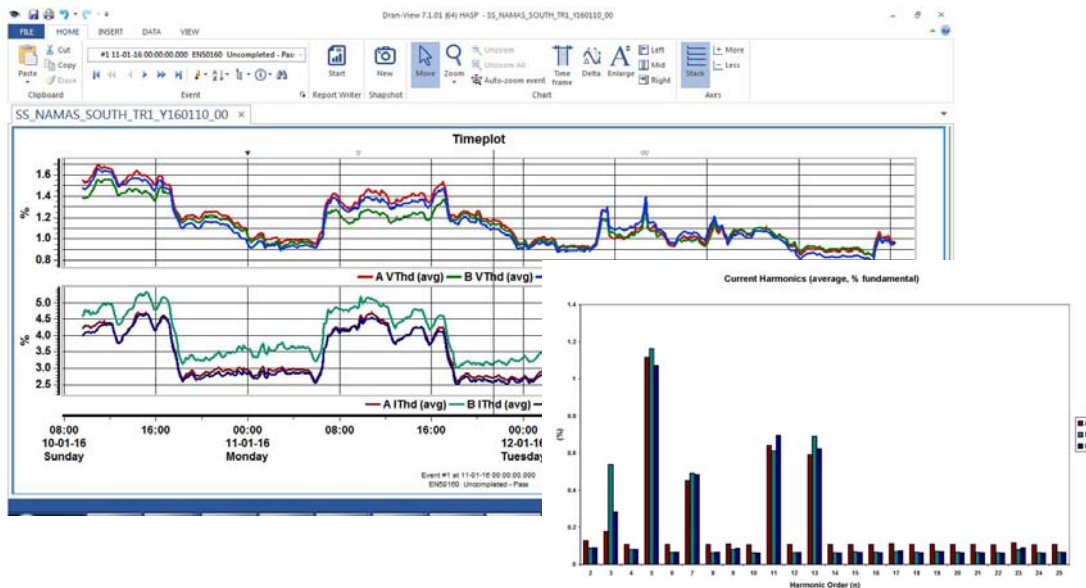 Dran-View 7.1.01 (64) HASP - SS_NAMAS_SOUTH_TR1_Y160110_00
FILE HOME INSERT DATA VIEW
Paste
Cut
Copy
Erase
Clipboard
#1 11-01-16 00:00:00.000 EN50160 Uncompleted - Pas
Event
Start
Report Writer
New
Snapshot
Move
Zoom
Unzoom
Unzoom All
Auto-zoom event
Time frame
Delta
Enlarge
Left
Mid
Right
Chart
Stack
More
Less
Axes
SS_NAMAS_SOUTH_TR1_Y160110_00 ×
Timeplot
%
1.6
1.4
1.2
1.0
0.8
A VThd (avg) B VThd (avg)
%
5.0
4.5
4.0
3.5
3.0
2.5
A IThd (avg) B IThd (avg)
08:00 16:00 00:00 08:00 16:00 00:00
10-01-16 11-01-16 12-01-16
Sunday Monday Tuesday
Event #1 at 11-01-16 00:00:00.000
EN50160 Uncompleted - Pass
Current Harmonics (average, % fundamental)
(%)
1.4
1.2
1
0.8
0.6
0.4
0.2
0
2 3 4 5 6 7 8 9 10 11 12 13 14 15 16 17 18 19 20 21 22 23 24 25
Harmonic Order (n)